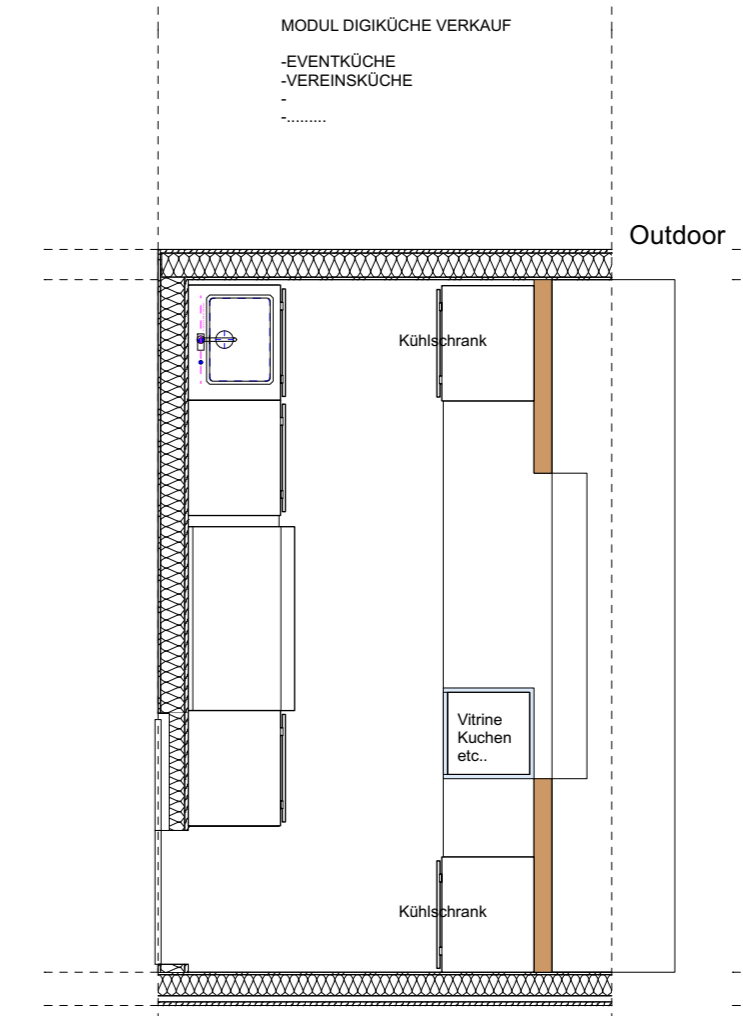 MODUL DIGIKÜCHE VERKAUF
-EVENTKÜCHE
-VEREINSKÜCHE
-
-.........
Outdoor
Kühlschrank
Vitrine
Kuchen
etc..
Kühlschrank